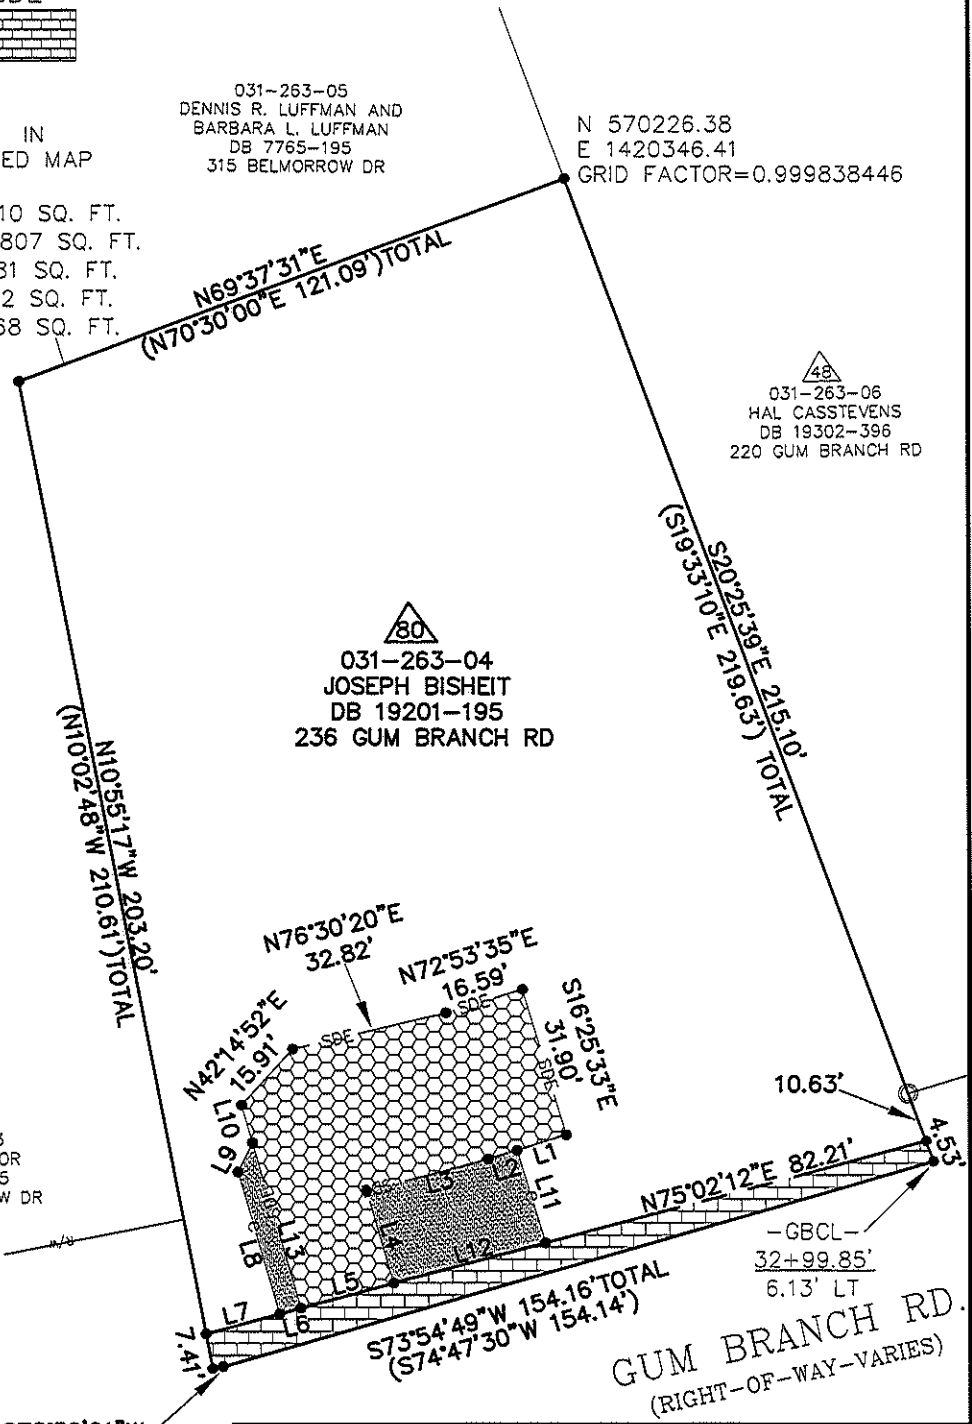 031-263-05
DENNIS R. LUFFMAN AND
BARBARA L. LUFFMAN
DB 7765-195
315 BELMORROW DR
IN
ED MAP
N 570226.38
E 1420346.41
GRID FACTOR=0.999838446
10 SQ. FT.
807 SQ. FT.
31 SQ. FT.
2 SQ. FT.
68 SQ. FT.
N69°37'31"E
(N70°30'00"E 121.09')TOTAL
48
031-263-06
HAL CASSTEVENS
DB 19302-396
220 GUM BRANCH RD
S20°25'39"E 215.10'
(S19°33'10"E 219.63') TOTAL
80
031-263-04
JOSEPH BISHEIT
DB 19201-195
236 GUM BRANCH RD
N10°55'17"W 203.20'
(N10°02'48"W 210.61')TOTAL
N76°30'20"E
32.82'
N72°53'35"E
16.59'
S16°25'33"E
31.90'
N42°14'52"E
15.91'
SDE
SDE
SDE
L10
L9
L8
L13
L7
L6
L5
L4
L3
L2
L1
L11
L12
10.63'
4.53'
N75°02'12"E 82.21'
-GBCL-
32+99.85'
6.13' LT
S73°54'49"W 154.16'TOTAL
(S74°47'30"W 154.14')
7.41'
GUM BRANCH RD.
(RIGHT-OF-WAY-VARIES)
3
OR
5
W DR
R/W